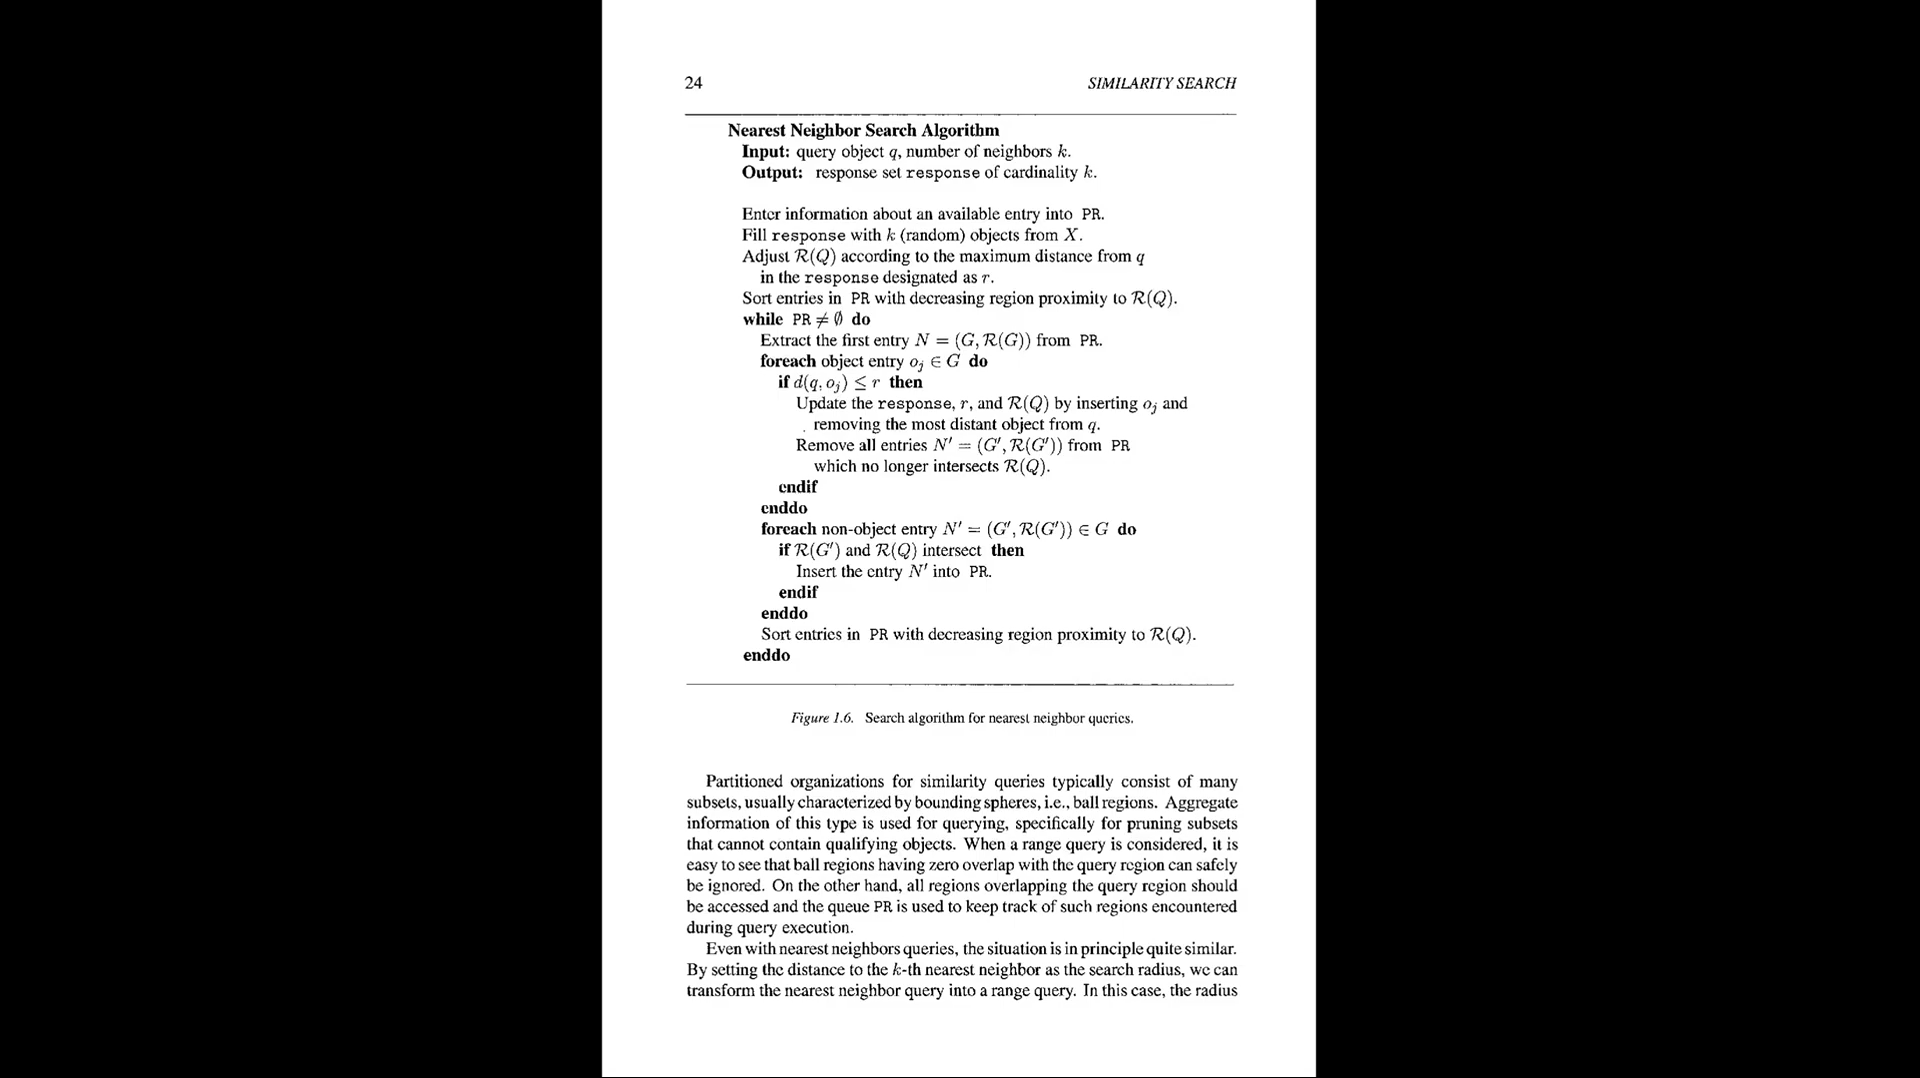 24 SIMILARITY SEARCH
Nearest Neighbor Search Algorithm
Input: query object q, number of neighbors k.
Output: response set response of cardinality k.
Enter information about an available entry into PR.
Fill response with k (random) objects from X.
Adjust ℛ(Q) according to the maximum distance from q
in the response designated as r.
Sort entries in PR with decreasing region proximity to ℛ(Q).
while PR ≠ ∅ do
Extract the first entry N = (G, ℛ(G)) from PR.
foreach object entry oⱼ ∈ G do
if d(q, oⱼ) ≤ r then
Update the response, r, and ℛ(Q) by inserting oⱼ and
removing the most distant object from q.
Remove all entries N′ = (G′, ℛ(G′)) from PR
which no longer intersects ℛ(Q).
endif
enddo
foreach non-object entry N′ = (G′, ℛ(G′)) ∈ G do
if ℛ(G′) and ℛ(Q) intersect then
Insert the entry N′ into PR.
endif
enddo
Sort entries in PR with decreasing region proximity to ℛ(Q).
enddo
Figure 1.6. Search algorithm for nearest neighbor queries.
Partitioned organizations for similarity queries typically consist of many
subsets, usually characterized by bounding spheres, i.e., ball regions. Aggregate
information of this type is used for querying, specifically for pruning subsets
that cannot contain qualifying objects. When a range query is considered, it is
easy to see that ball regions having zero overlap with the query region can safely
be ignored. On the other hand, all regions overlapping the query region should
be accessed and the queue PR is used to keep track of such regions encountered
during query execution.
Even with nearest neighbors queries, the situation is in principle quite similar.
By setting the distance to the k-th nearest neighbor as the search radius, we can
transform the nearest neighbor query into a range query. In this case, the radius